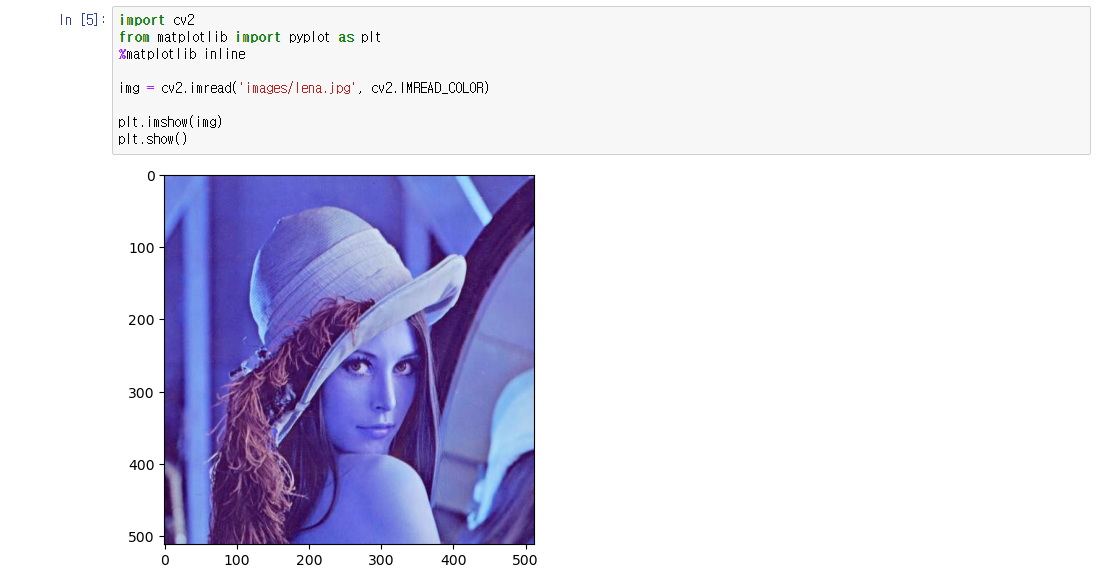 In [5]:
import cv2
from matplotlib import pyplot as plt
%matplotlib inline
img = cv2.imread('images/lena.jpg', cv2.IMREAD_COLOR)
plt.imshow(img)
plt.show()
0
100
200
300
400
500
0 100 200 300 400 500